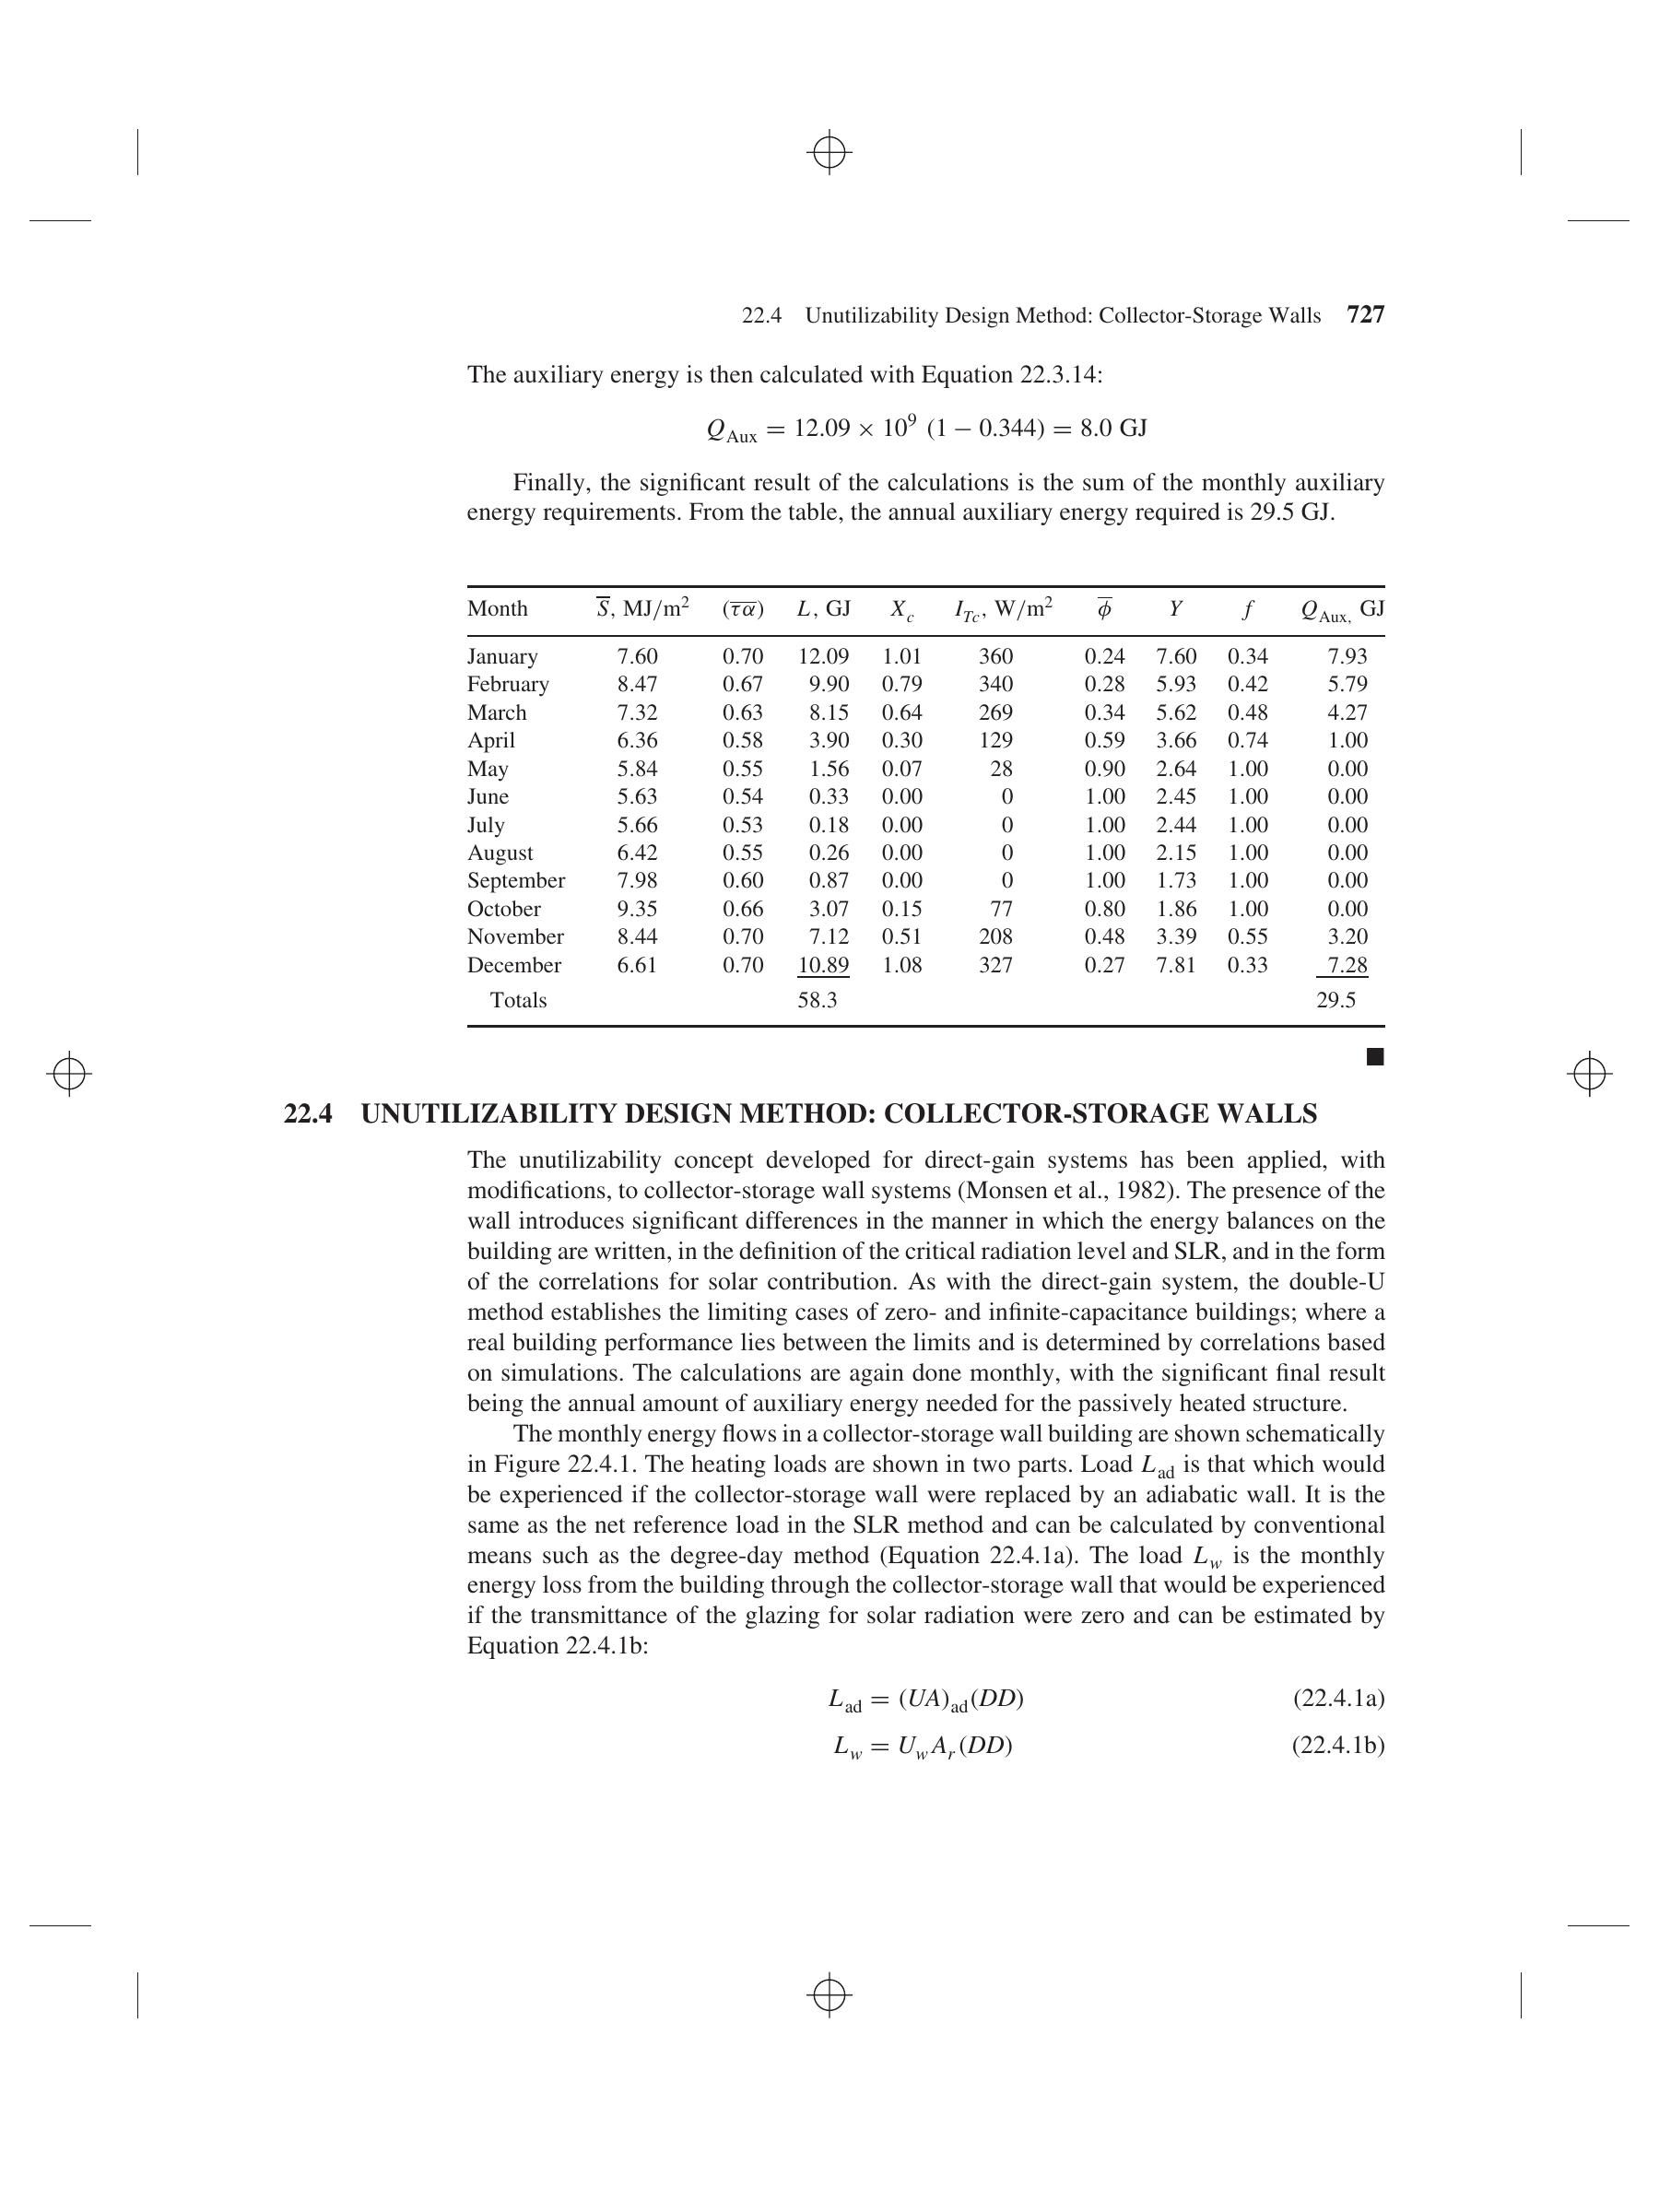 22.4 Unutilizability Design Method: Collector-Storage Walls 727
The auxiliary energy is then calculated with Equation 22.3.14:
Q_Aux = 12.09 × 10⁹ (1 − 0.344) = 8.0 GJ
Finally, the significant result of the calculations is the sum of the monthly auxiliary
energy requirements. From the table, the annual auxiliary energy required is 29.5 GJ.
Month S̅, MJ/m² (τ̅α̅) L, GJ X_c I_Tc, W/m² ϕ̅ Y f Q_Aux, GJ
January 7.60 0.70 12.09 1.01 360 0.24 7.60 0.34 7.93
February 8.47 0.67 9.90 0.79 340 0.28 5.93 0.42 5.79
March 7.32 0.63 8.15 0.64 269 0.34 5.62 0.48 4.27
April 6.36 0.58 3.90 0.30 129 0.59 3.66 0.74 1.00
May 5.84 0.55 1.56 0.07 28 0.90 2.64 1.00 0.00
June 5.63 0.54 0.33 0.00 0 1.00 2.45 1.00 0.00
July 5.66 0.53 0.18 0.00 0 1.00 2.44 1.00 0.00
August 6.42 0.55 0.26 0.00 0 1.00 2.15 1.00 0.00
September 7.98 0.60 0.87 0.00 0 1.00 1.73 1.00 0.00
October 9.35 0.66 3.07 0.15 77 0.80 1.86 1.00 0.00
November 8.44 0.70 7.12 0.51 208 0.48 3.39 0.55 3.20
December 6.61 0.70 10.89 1.08 327 0.27 7.81 0.33 7.28
Totals 58.3 29.5
22.4 UNUTILIZABILITY DESIGN METHOD: COLLECTOR-STORAGE WALLS
The unutilizability concept developed for direct-gain systems has been applied, with
modifications, to collector-storage wall systems (Monsen et al., 1982). The presence of the
wall introduces significant differences in the manner in which the energy balances on the
building are written, in the definition of the critical radiation level and SLR, and in the form
of the correlations for solar contribution. As with the direct-gain system, the double-U
method establishes the limiting cases of zero- and infinite-capacitance buildings; where a
real building performance lies between the limits and is determined by correlations based
on simulations. The calculations are again done monthly, with the significant final result
being the annual amount of auxiliary energy needed for the passively heated structure.
The monthly energy flows in a collector-storage wall building are shown schematically
in Figure 22.4.1. The heating loads are shown in two parts. Load L_ad is that which would
be experienced if the collector-storage wall were replaced by an adiabatic wall. It is the
same as the net reference load in the SLR method and can be calculated by conventional
means such as the degree-day method (Equation 22.4.1a). The load L_w is the monthly
energy loss from the building through the collector-storage wall that would be experienced
if the transmittance of the glazing for solar radiation were zero and can be estimated by
Equation 22.4.1b:
L_ad = (UA)_ad(DD) (22.4.1a)
L_w = U_w A_r(DD) (22.4.1b)